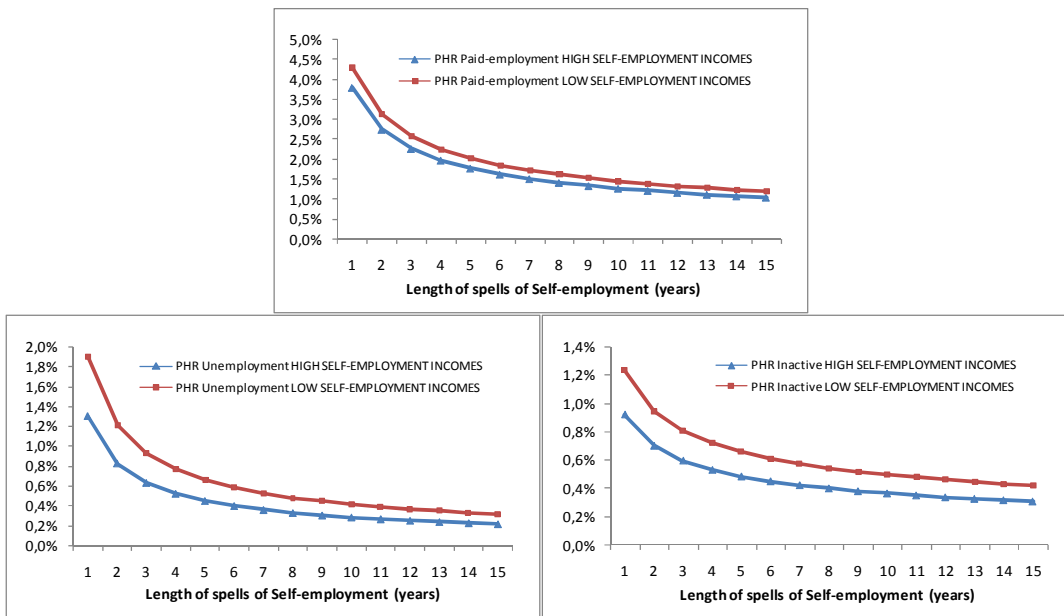 5,0%
4,5%
4,0%
3,5%
3,0%
2,5%
2,0%
1,5%
1,0%
0,5%
0,0%
PHR Paid-employment HIGH SELF-EMPLOYMENT INCOMES
PHR Paid-employment LOW SELF-EMPLOYMENT INCOMES
1 2 3 4 5 6 7 8 9 10 11 12 13 14 15
Length of spells of Self-employment (years)
2,0%
1,8%
1,6%
1,4%
1,2%
1,0%
0,8%
0,6%
0,4%
0,2%
0,0%
PHR Unemployment HIGH SELF-EMPLOYMENT INCOMES
PHR Unemployment LOW SELF-EMPLOYMENT INCOMES
1 2 3 4 5 6 7 8 9 10 11 12 13 14 15
Length of spells of Self-employment (years)
1,4%
1,2%
1,0%
0,8%
0,6%
0,4%
0,2%
0,0%
PHR Inactive HIGH SELF-EMPLOYMENT INCOMES
PHR Inactive LOW SELF-EMPLOYMENT INCOMES
1 2 3 4 5 6 7 8 9 10 11 12 13 14 15
Length of spells of Self-employment (years)